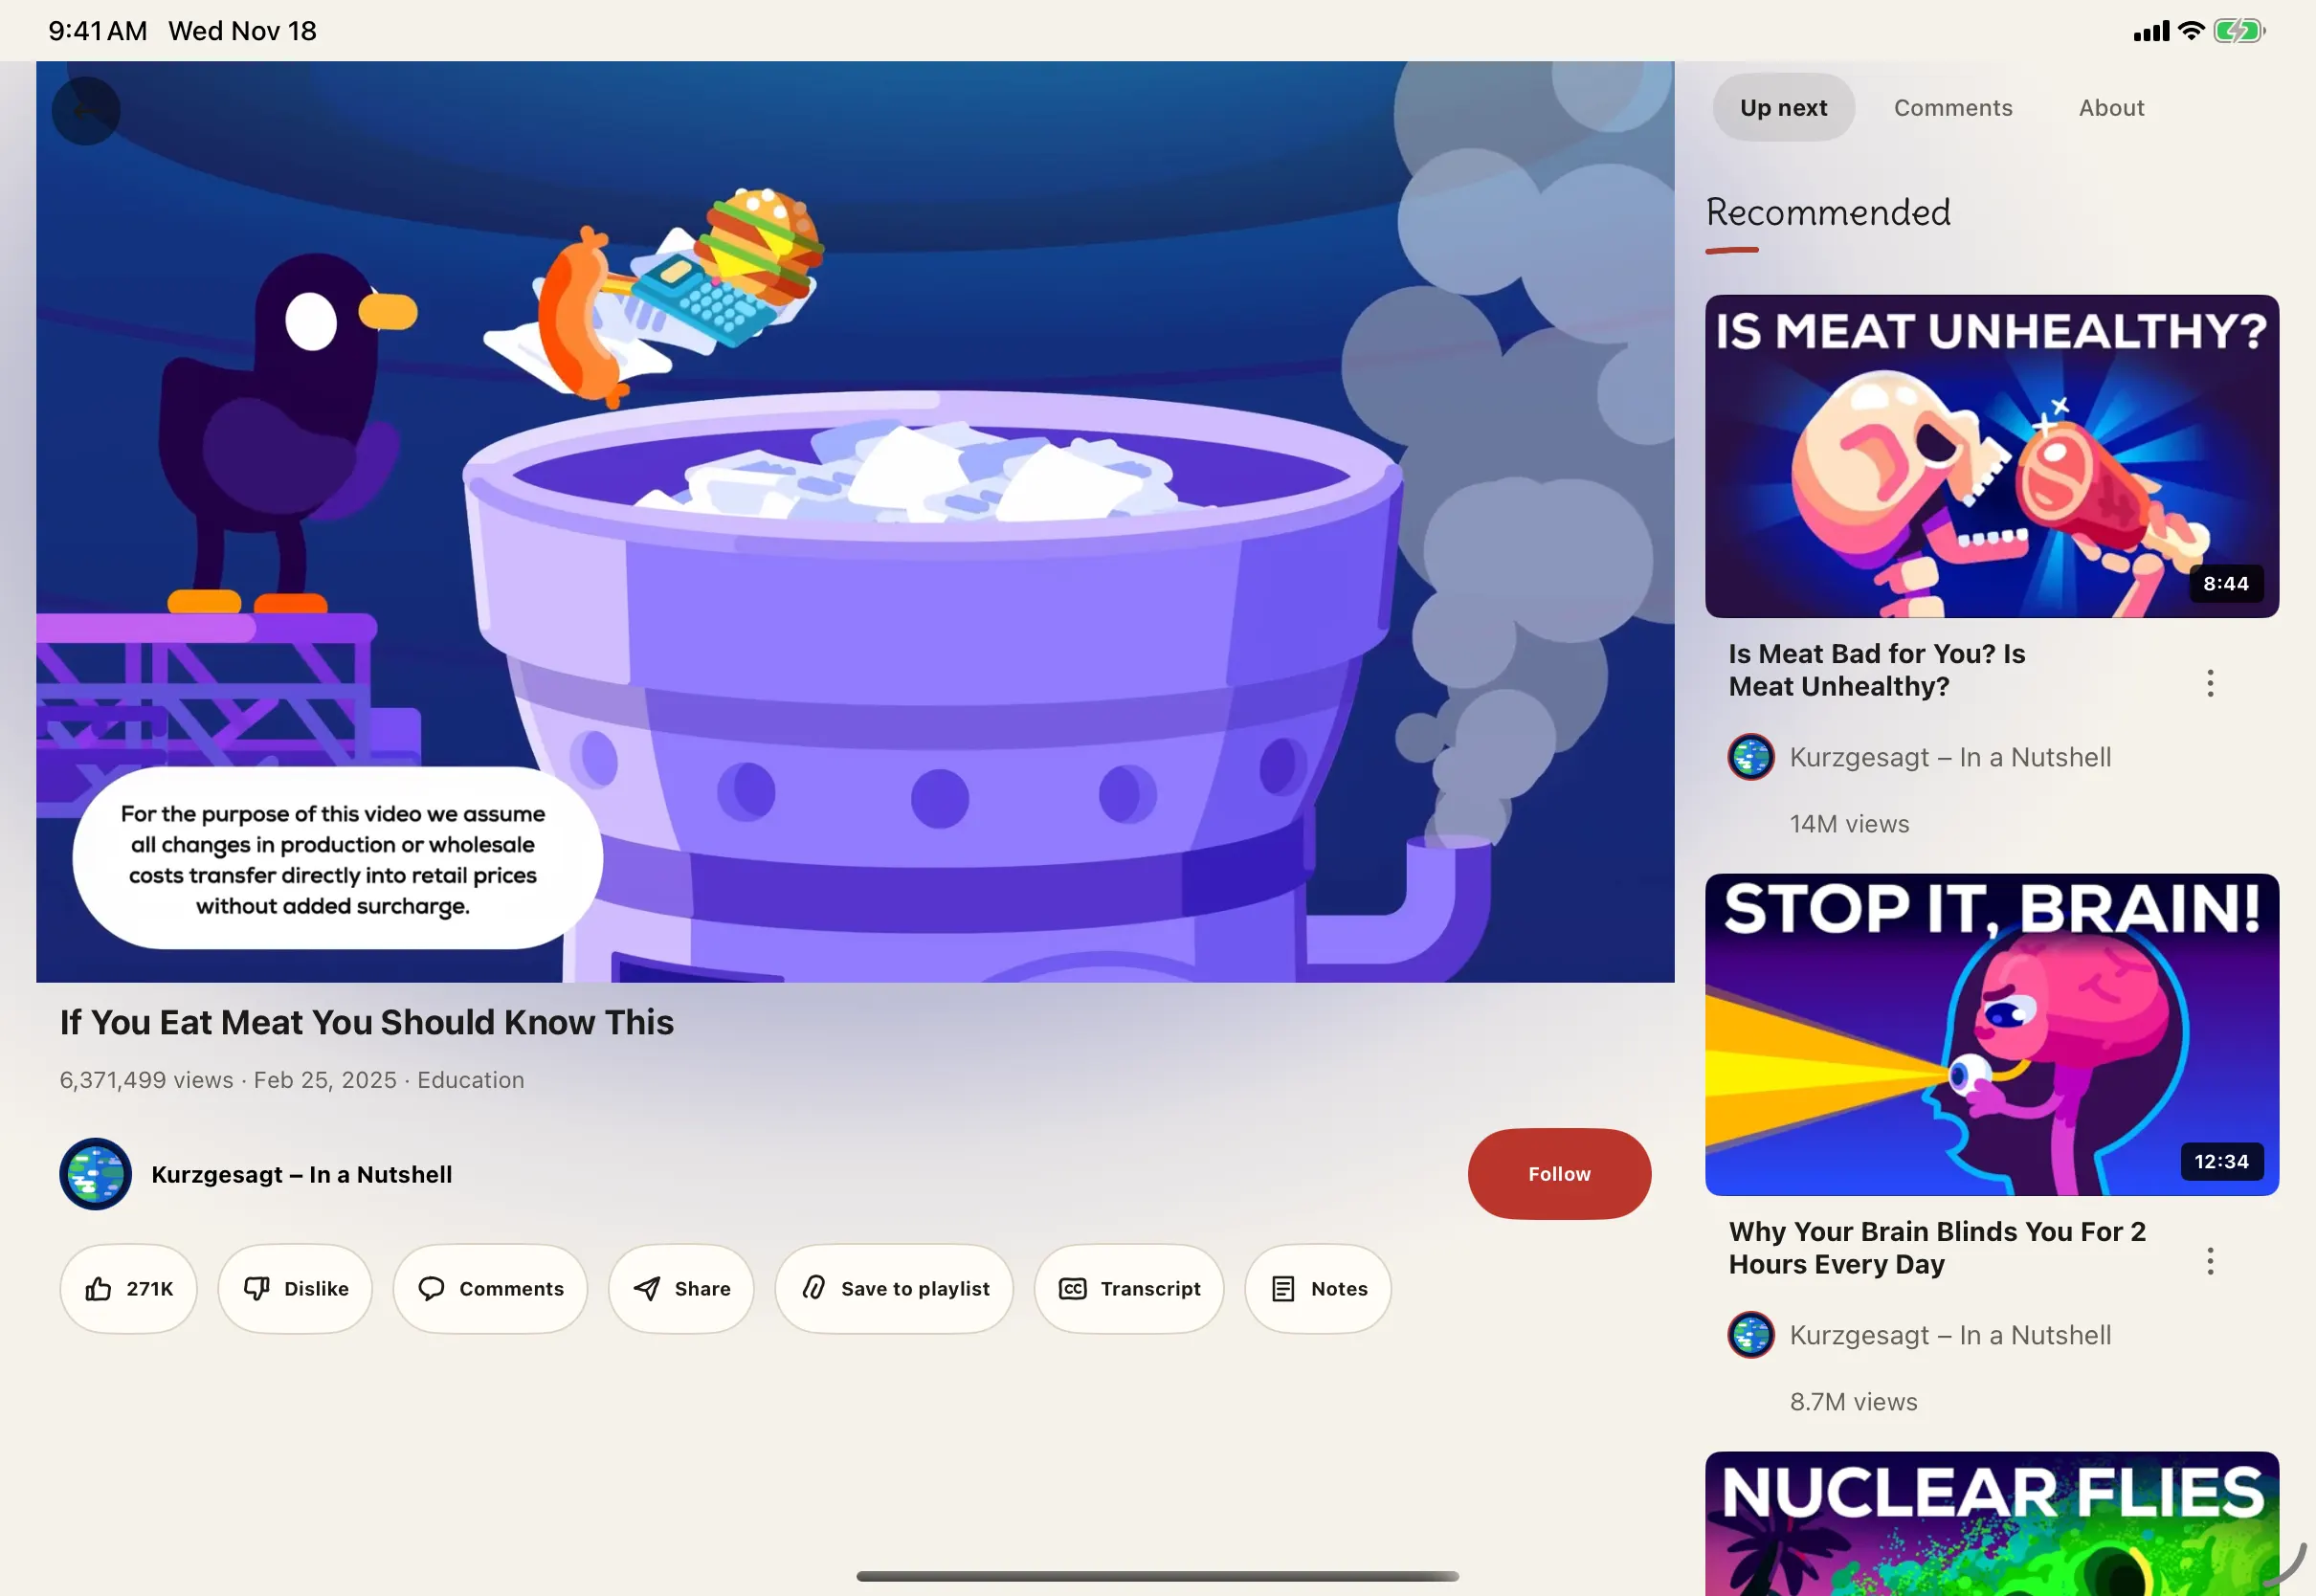 9:41 AM Wed Nov 18
Up next
Comments
About
Recommended
IS MEAT UNHEALTHY?
8:44
Is Meat Bad for You? Is
Meat Unhealthy?
Kurzgesagt – In a Nutshell
14M views
STOP IT, BRAIN!
12:34
Why Your Brain Blinds You For 2
Hours Every Day
Kurzgesagt – In a Nutshell
8.7M views
NUCLEAR FLIES
For the purpose of this video we assume
all changes in production or wholesale
costs transfer directly into retail prices
without added surcharge.
If You Eat Meat You Should Know This
6,371,499 views · Feb 25, 2025 · Education
Kurzgesagt – In a Nutshell
Follow
271K
Dislike
Comments
Share
Save to playlist
CC
Transcript
Notes